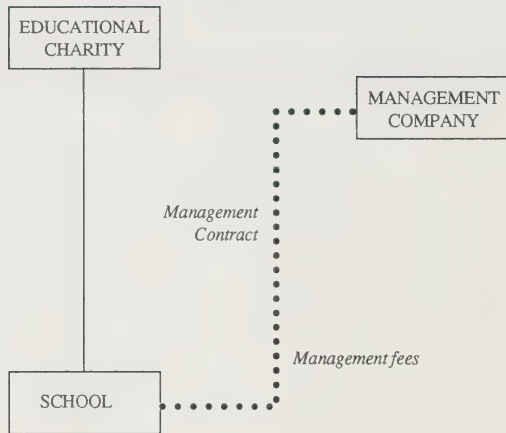 EDUCATIONAL
CHARITY
MANAGEMENT
COMPANY
Management
Contract
Management fees
SCHOOL